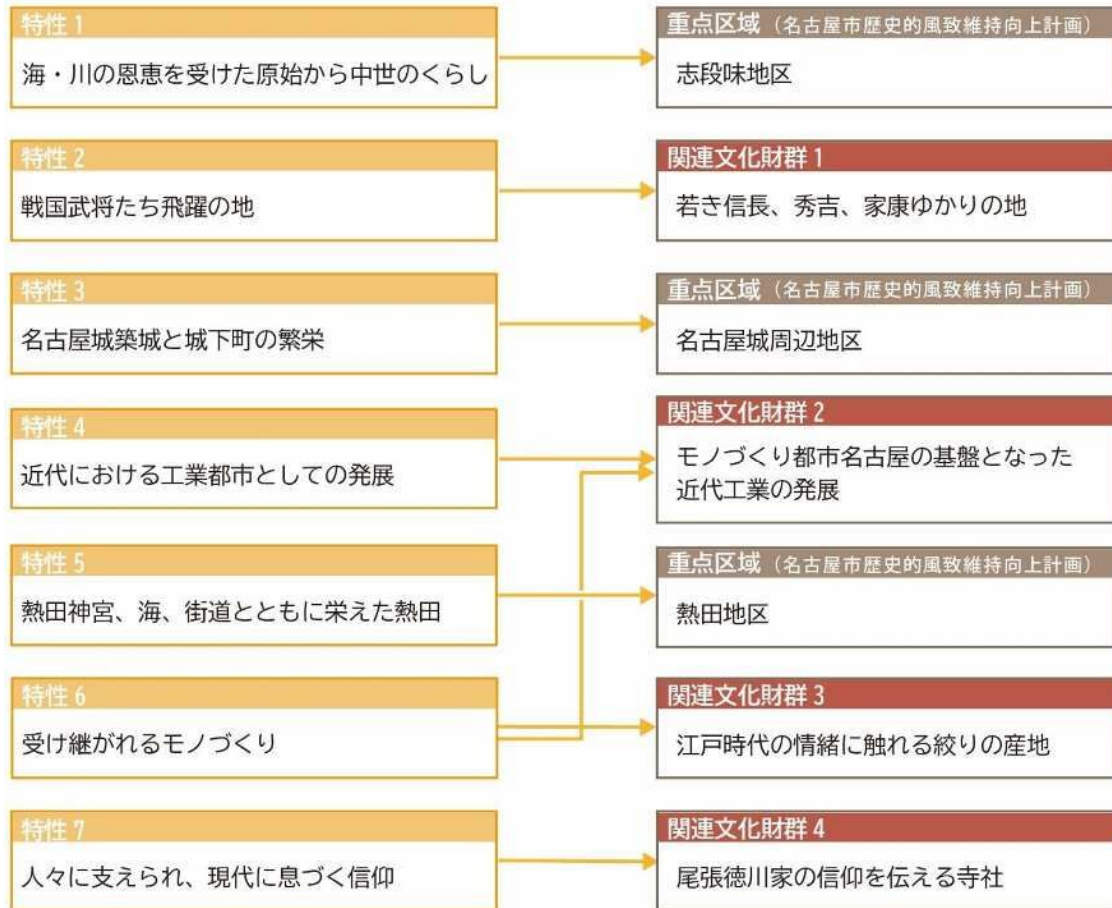 特性 1
海・川の恩恵を受けた原始から中世のくらし
重点区域（名古屋市歴史的風致維持向上計画）
志段味地区
特性 2
戦国武将たち飛躍の地
関連文化財群 1
若き信長、秀吉、家康ゆかりの地
特性 3
名古屋城築城と城下町の繁栄
重点区域（名古屋市歴史的風致維持向上計画）
名古屋城周辺地区
特性 4
近代における工業都市としての発展
関連文化財群 2
モノづくり都市名古屋の基盤となった
近代工業の発展
特性 5
熱田神宮、海、街道とともに栄えた熱田
重点区域（名古屋市歴史的風致維持向上計画）
熱田地区
特性 6
受け継がれるモノづくり
関連文化財群 3
江戸時代の情緒に触れる絞りの産地
特性 7
人々に支えられ、現代に息づく信仰
関連文化財群 4
尾張徳川家の信仰を伝える寺社